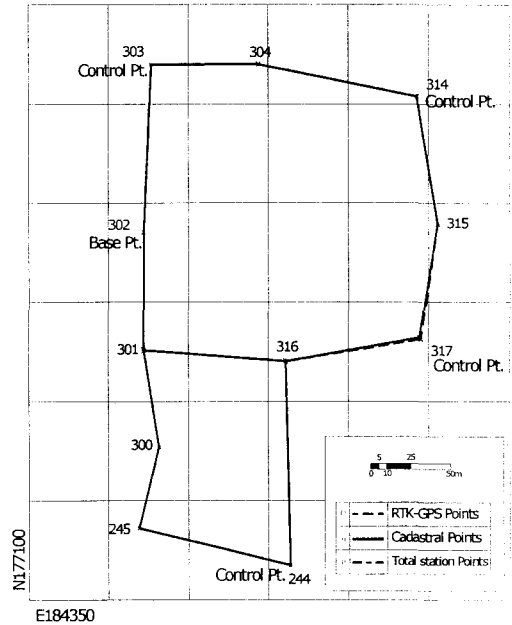 303
304
Control Pt.
314
Control Pt.
302
Base Pt.
315
301
316
317
Control Pt.
300
5 25
0 10 50m
RTK-GPS Points
245
Cadastral Points
Total station Points
Control Pt. 244
N177100
E184350